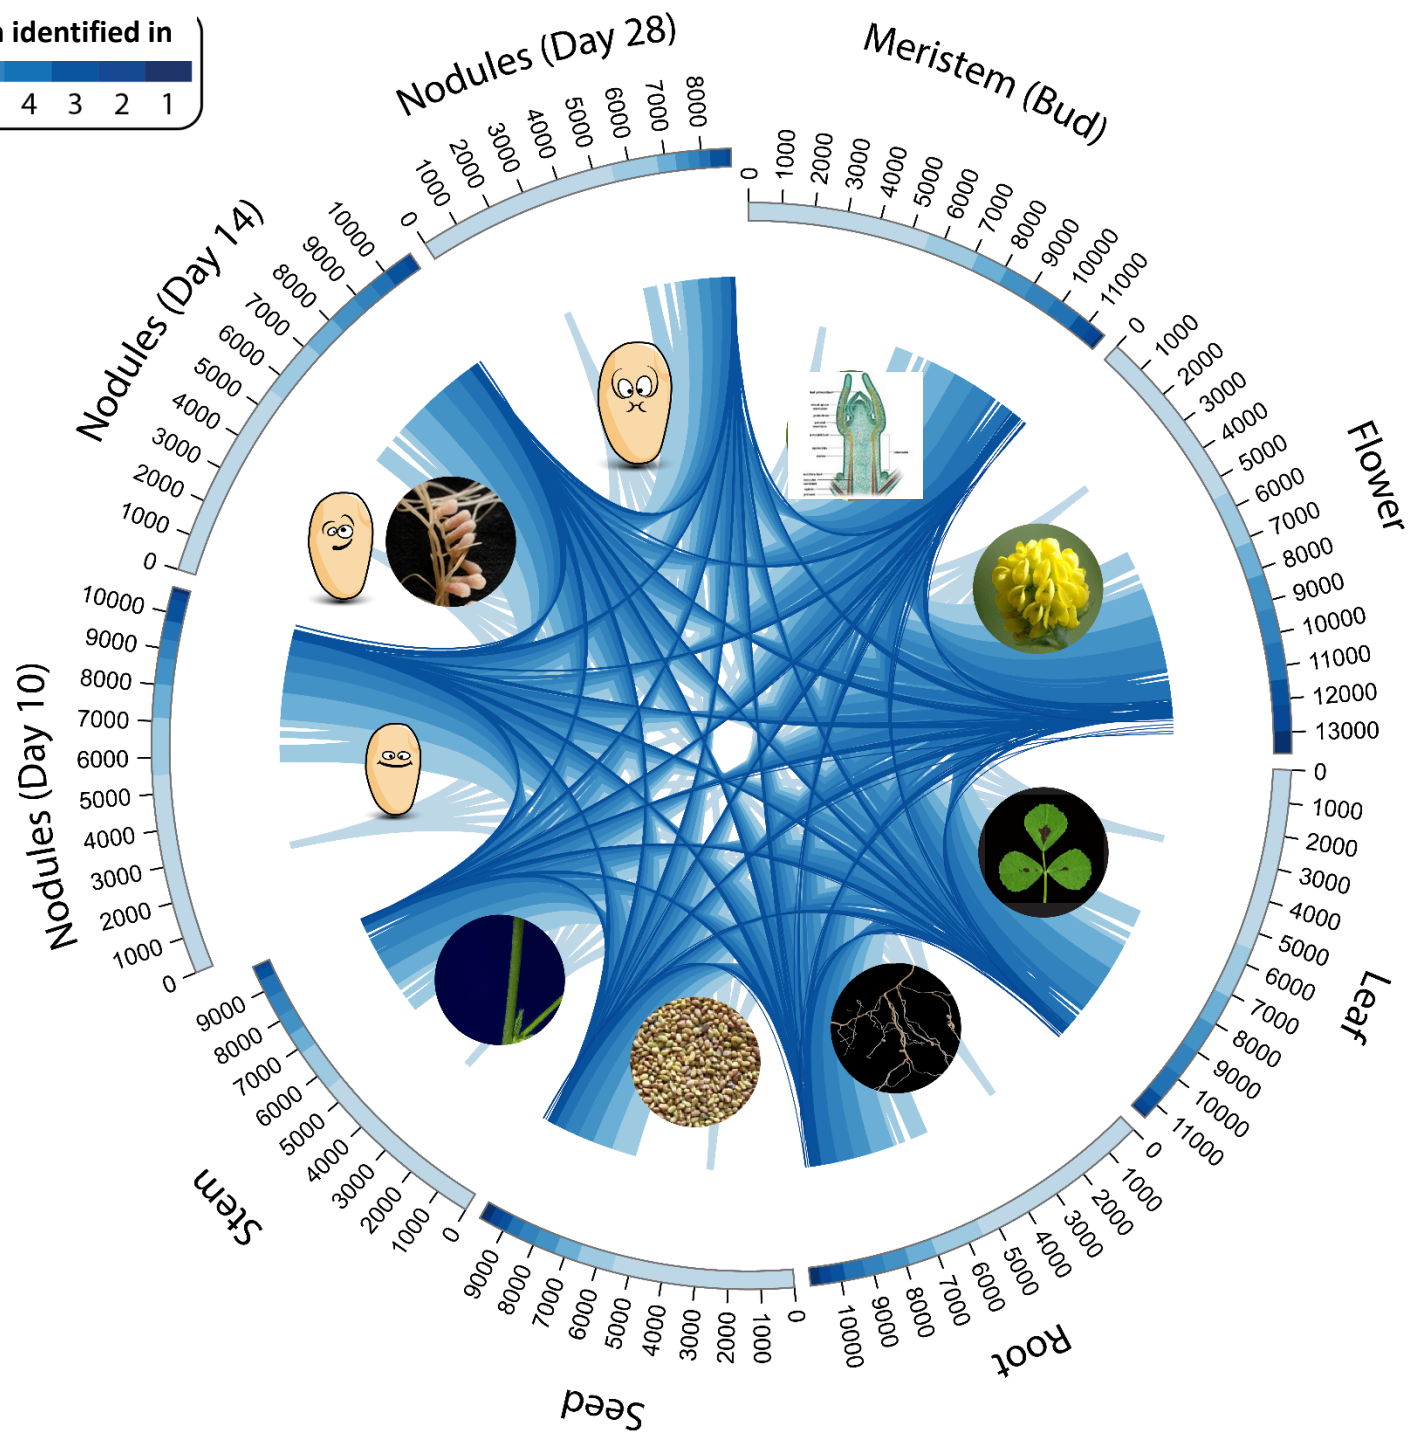 identified in
4 3 2 1
Nodules (Day 28)
0 1000 2000 3000 4000 5000 6000 7000 8000
Meristem (Bud)
0 1000 2000 3000 4000 5000 6000 7000 8000 9000 10000 11000
Flower
0 1000 2000 3000 4000 5000 6000 7000 8000 9000 10000 11000 12000 13000
Leaf
0 1000 2000 3000 4000 5000 6000 7000 8000 9000 10000 11000
Root
0 1000 2000 3000 4000 5000 6000 7000 8000 9000 10000
Seed
0 1000 2000 3000 4000 5000 6000 7000 8000 9000
Stem
0 1000 2000 3000 4000 5000 6000 7000 8000 9000
Nodules (Day 10)
0 1000 2000 3000 4000 5000 6000 7000 8000 9000 10000
Nodules (Day 14)
0 1000 2000 3000 4000 5000 6000 7000 8000 9000 10000